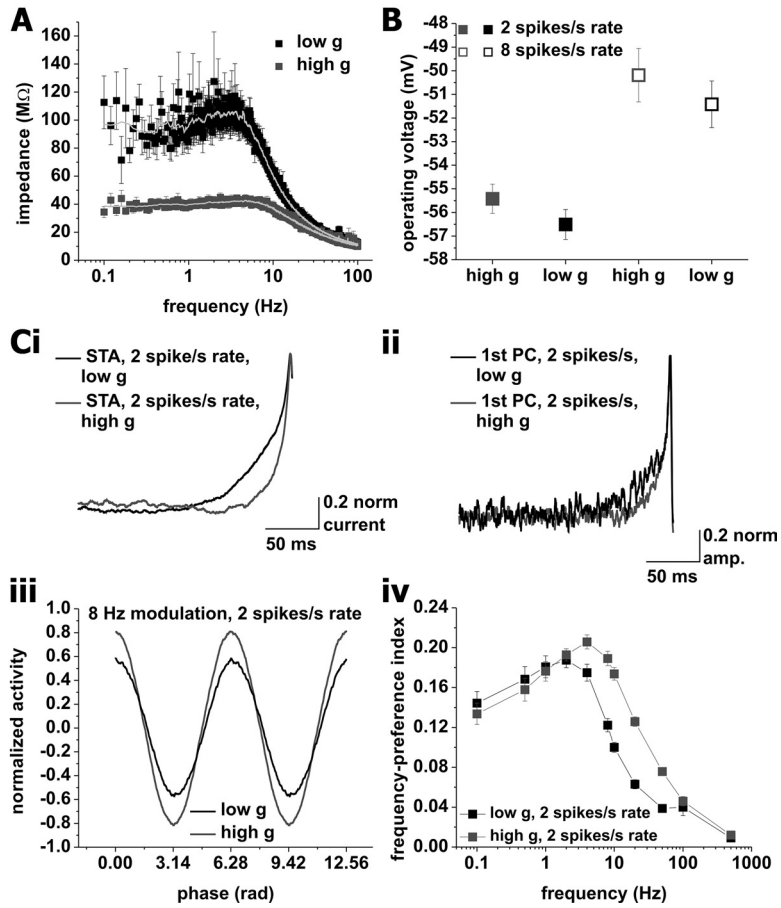 A
160
140
120
100
80
60
40
20
0
impedance (MΩ)
low g
high g
0.1
1
10
100
frequency (Hz)
B
-48
-49
-50
-51
-52
-53
-54
-55
-56
-57
-58
operating voltage (mV)
2 spikes/s rate
8 spikes/s rate
high g
low g
high g
low g
Ci
STA, 2 spike/s rate,
low g
STA, 2 spikes/s rate,
high g
0.2 norm
current
50 ms
ii
1st PC, 2 spikes/s,
low g
1st PC, 2 spikes/s,
high g
0.2 norm
amp.
50 ms
iii
8 Hz modulation, 2 spikes/s rate
1.0
0.8
0.6
0.4
0.2
0.0
-0.2
-0.4
-0.6
-0.8
-1.0
normalized activity
low g
high g
0.00
3.14
6.28
9.42
12.56
phase (rad)
iv
0.24
0.20
0.16
0.12
0.08
0.04
0.00
frequency-preference index
low g, 2 spikes/s rate
high g, 2 spikes/s rate
0.1
1
10
100
1000
frequency (Hz)